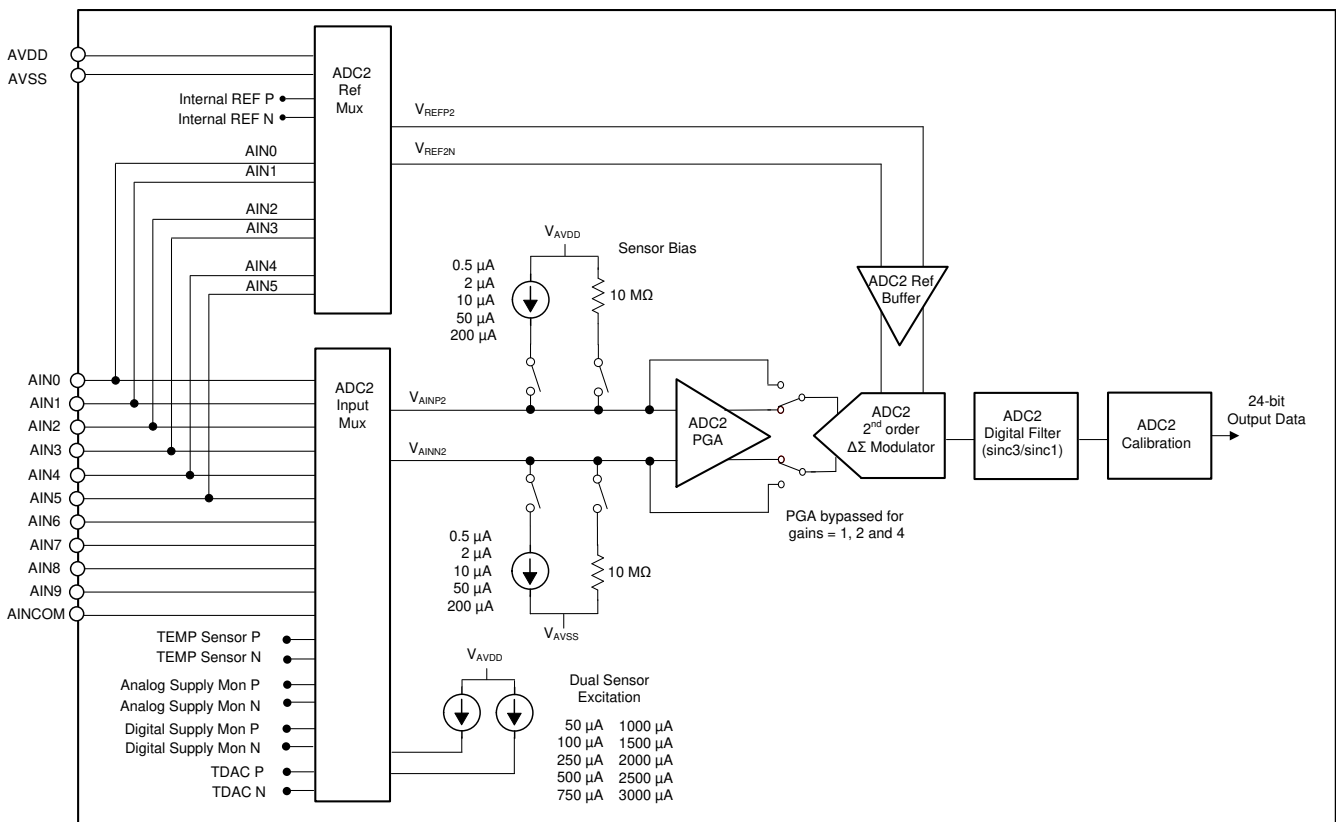 AVDD
AVSS
ADC2
Ref
Mux
Internal REF P
Internal REF N
VREFP2
VREF2N
AIN0
AIN1
AIN2
AIN3
AIN4
AIN5
VAVDD
Sensor Bias
0.5 µA
2 µA
10 µA
50 µA
200 µA
10 MΩ
ADC2 Ref
Buffer
AIN0
AIN1
AIN2
AIN3
AIN4
AIN5
AIN6
AIN7
AIN8
AIN9
AINCOM
ADC2
Input
Mux
VAINP2
VAINN2
ADC2
PGA
ADC2
2nd order
ΔΣ Modulator
ADC2
Digital Filter
(sinc3/sinc1)
ADC2
Calibration
24-bit
Output Data
PGA bypassed for
gains = 1, 2 and 4
0.5 µA
2 µA
10 µA
50 µA
200 µA
10 MΩ
VAVSS
TEMP Sensor P
TEMP Sensor N
Analog Supply Mon P
Analog Supply Mon N
Digital Supply Mon P
Digital Supply Mon N
TDAC P
TDAC N
VAVDD
Dual Sensor
Excitation
50 µA 1000 µA
100 µA 1500 µA
250 µA 2000 µA
500 µA 2500 µA
750 µA 3000 µA